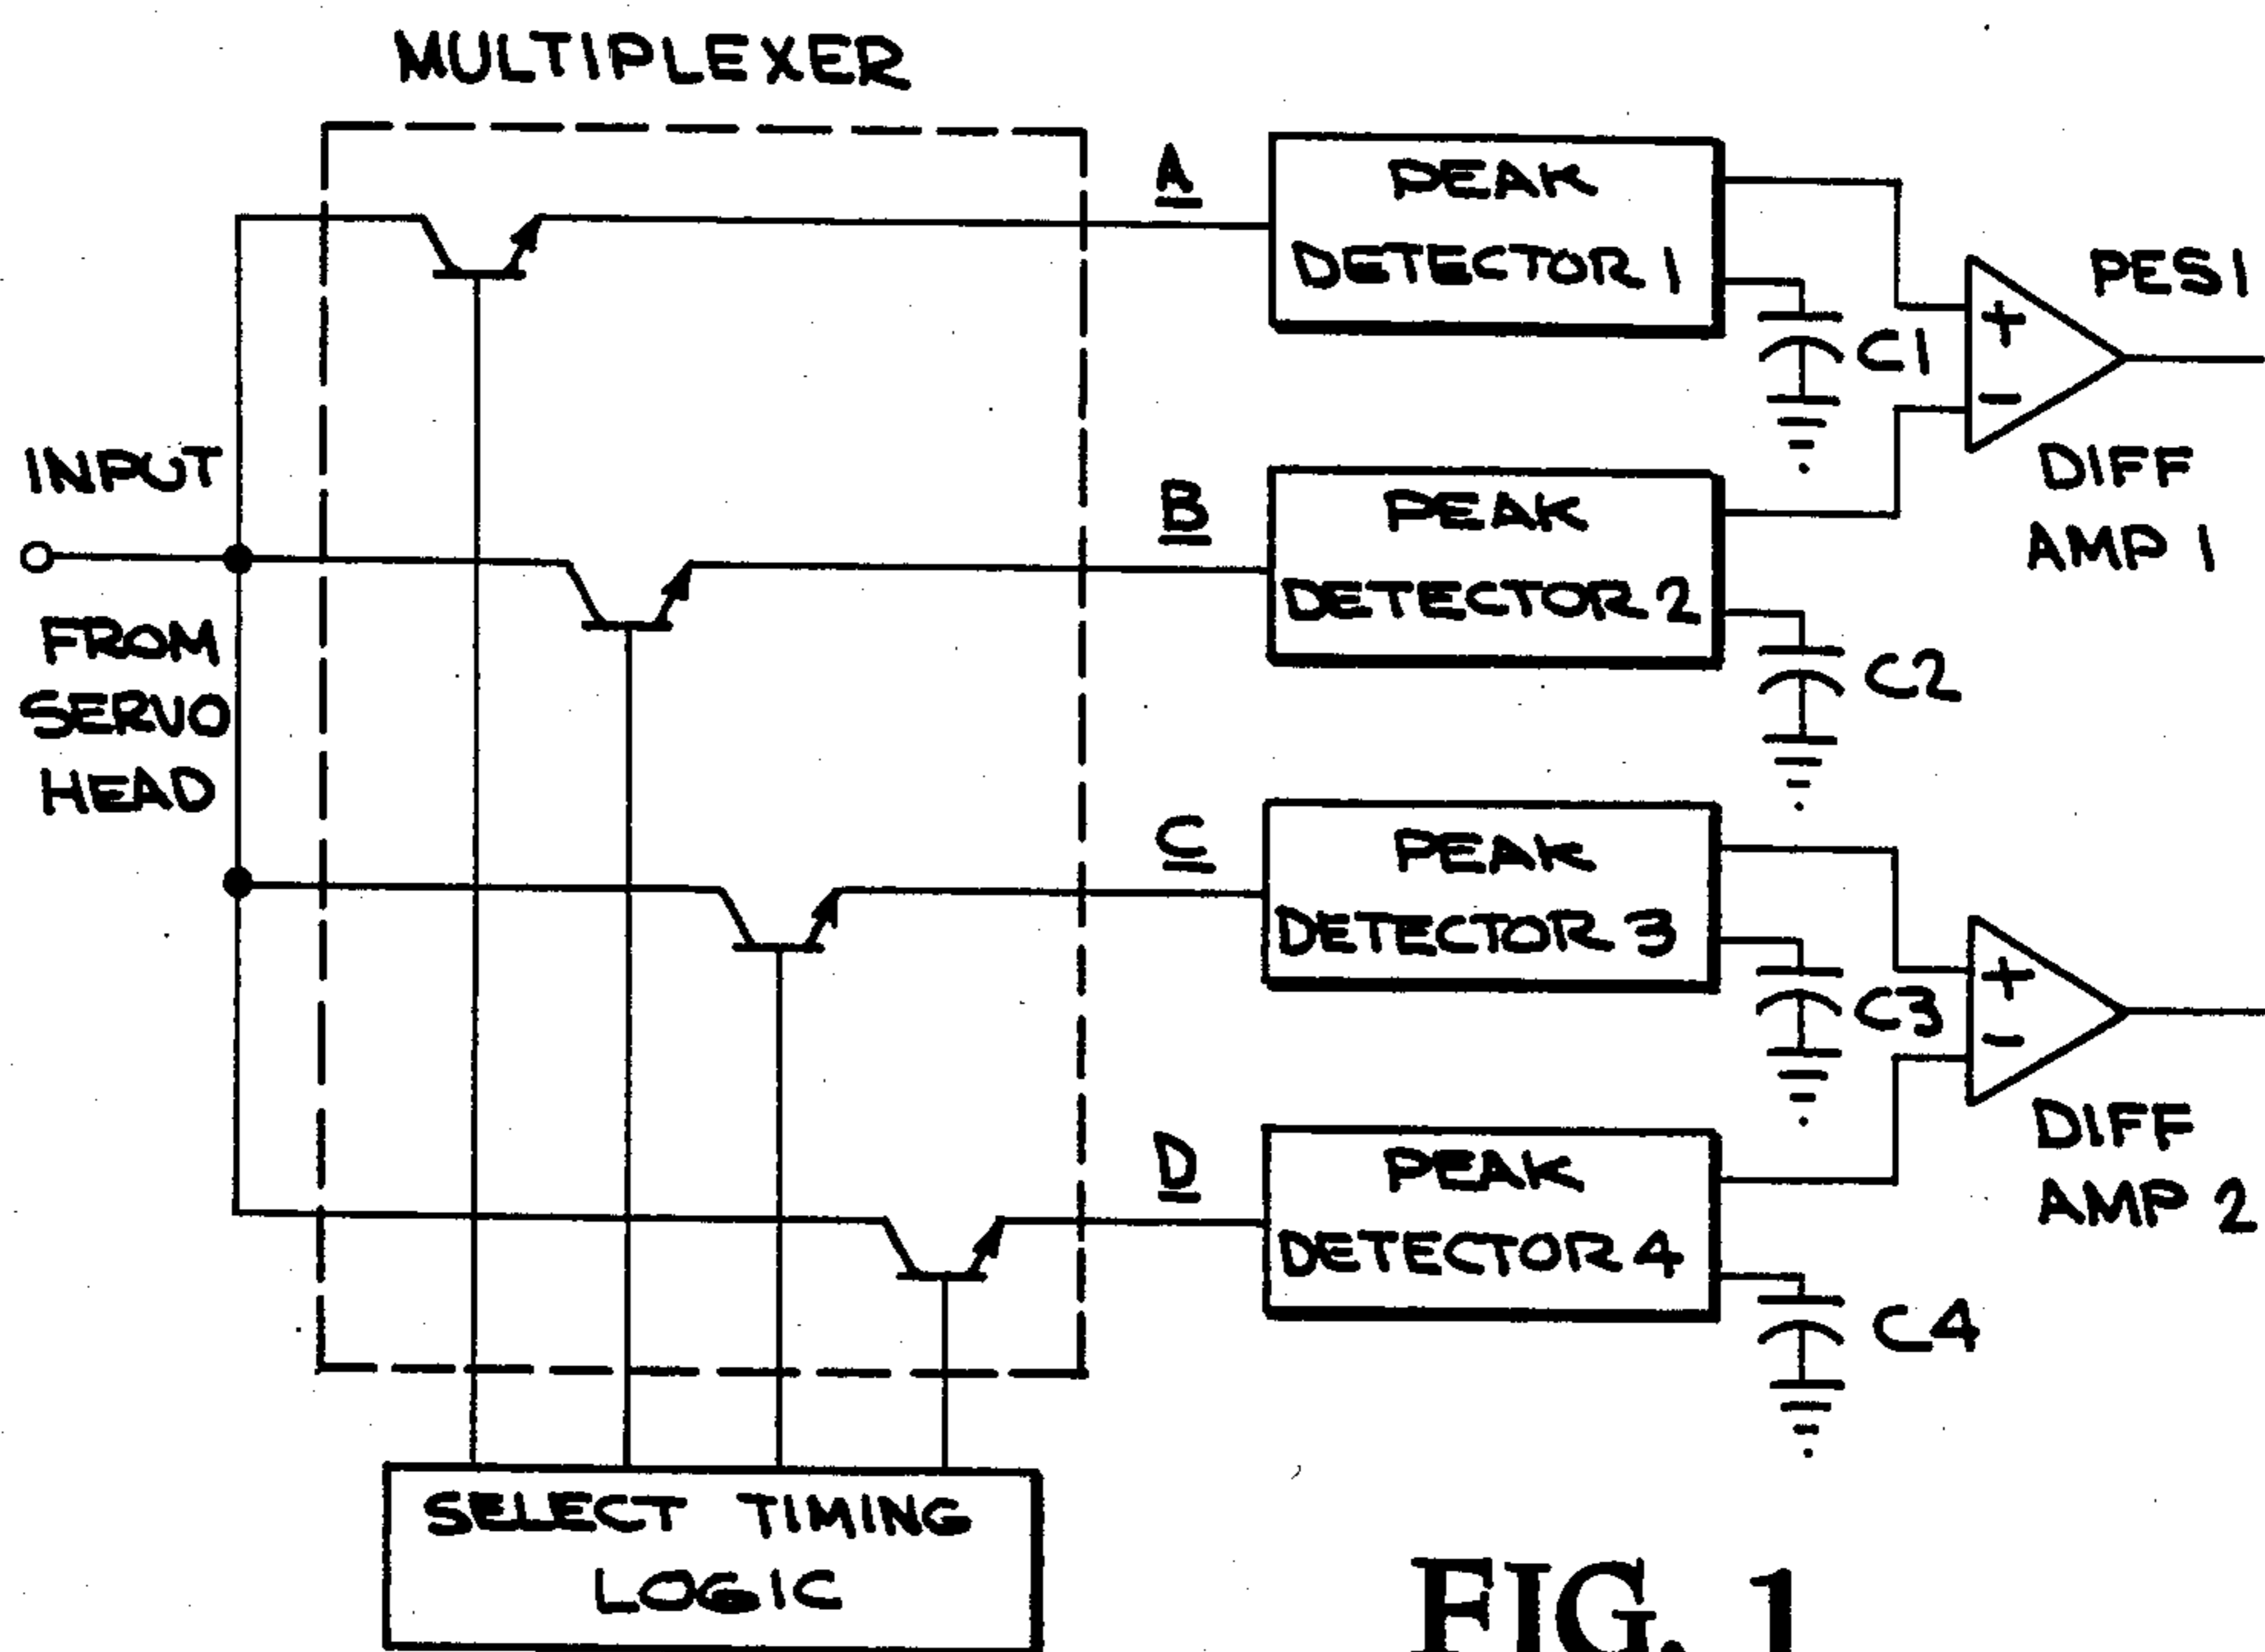 MULTIPLEXER
INPUT
FROM
SERVO
HEAD
A
PEAK
DETECTOR 1
C1
+
−
PES1
DIFF
AMP 1
B
PEAK
DETECTOR 2
C2
C
PEAK
DETECTOR 3
C3
+
−
DIFF
AMP 2
D
PEAK
DETECTOR 4
C4
SELECT TIMING
LOGIC
FIG. 1